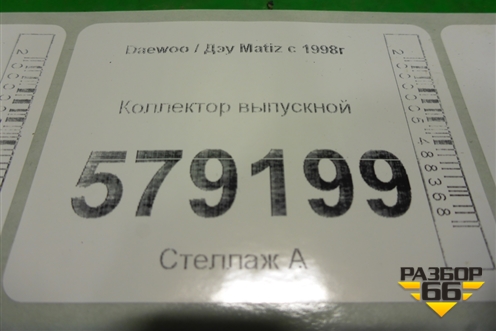 Daewoo / Дэу Matiz с 1998г
Коллектор выпускной
579199
Стеллаж А
РАЗБОР
66